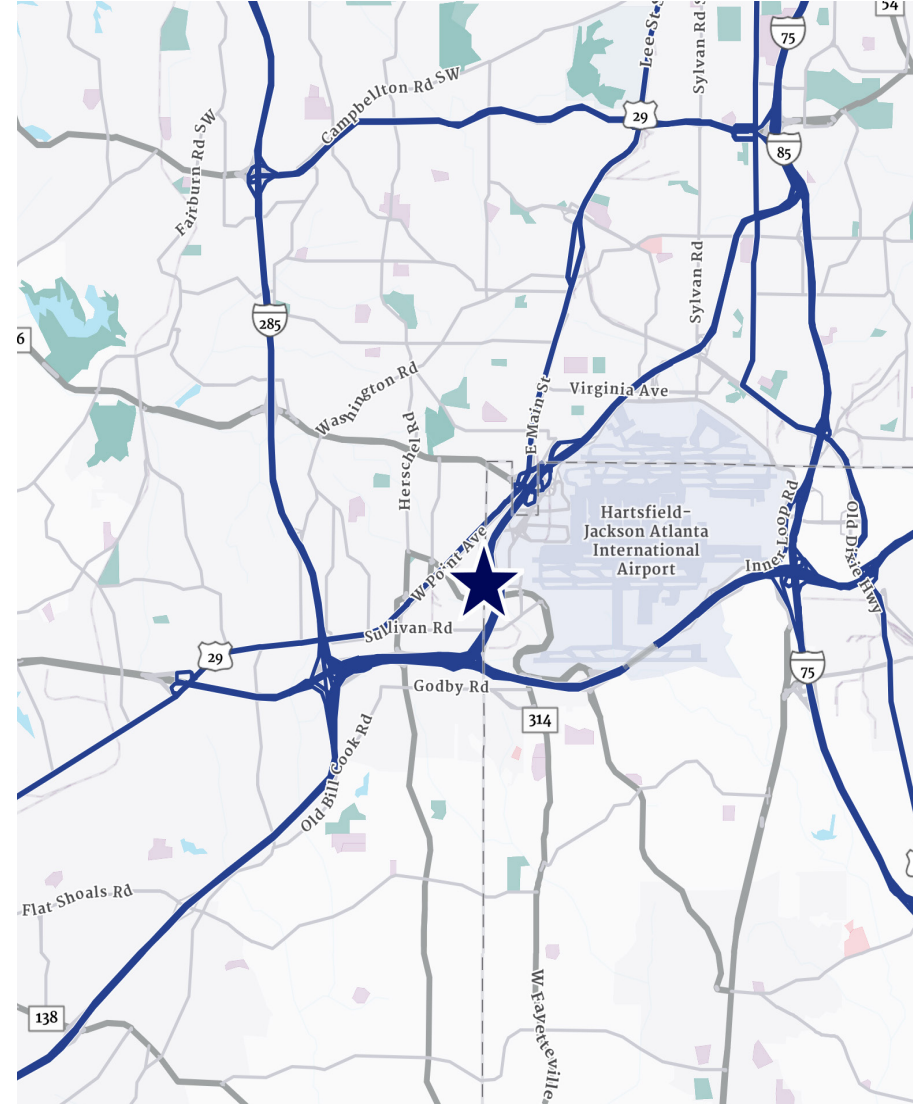 54
75
Lee St S
Sylvan Rd S
Campbellton Rd SW
29
85
Fairburn Rd SW
Sylvan Rd
285
6
Virginia Ave
Washington Rd
E Main St
Herschel Rd
Hartsfield-
Jackson Atlanta
International
Airport
Inner Loop Rd
Old Dixie Hwy
W Point Ave
Sullivan Rd
29
75
Godby Rd
314
Old Bill Cook Rd
Flat Shoals Rd
W Fayetteville
138